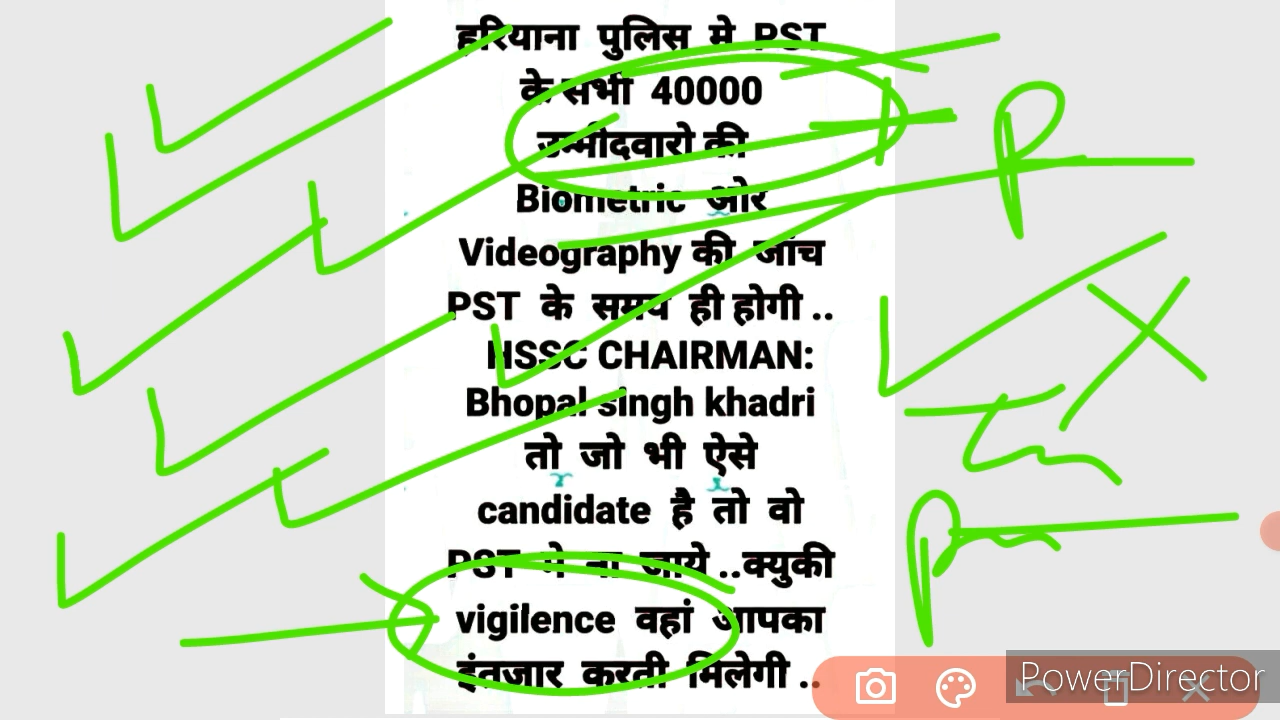 हरियाना पुलिस मे PST
के सभी 40000
उम्मीदवारो की
Biometric ओर
Videography की जांच
PST के समय ही होगी ..
HSSC CHAIRMAN:
Bhopal singh khadri
तो जो भी ऐसे
candidate है तो वो
PST मे ना जाये ..क्युकी
vigilence वहां आपका
इंतजार करती मिलेगी ..
PowerDirector